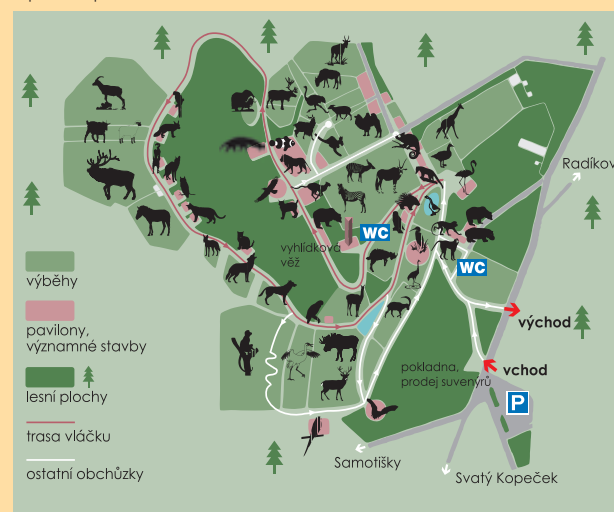 Radíkov
WC
vyhlídková
věž
WC
výběhy
pavilony,
významné stavby
východ
pokladna,
prodej suvenýrů
vchod
lesní plochy
P
trasa vláčku
Samotíšky
ostatní obchůzky
Svatý Kopeček